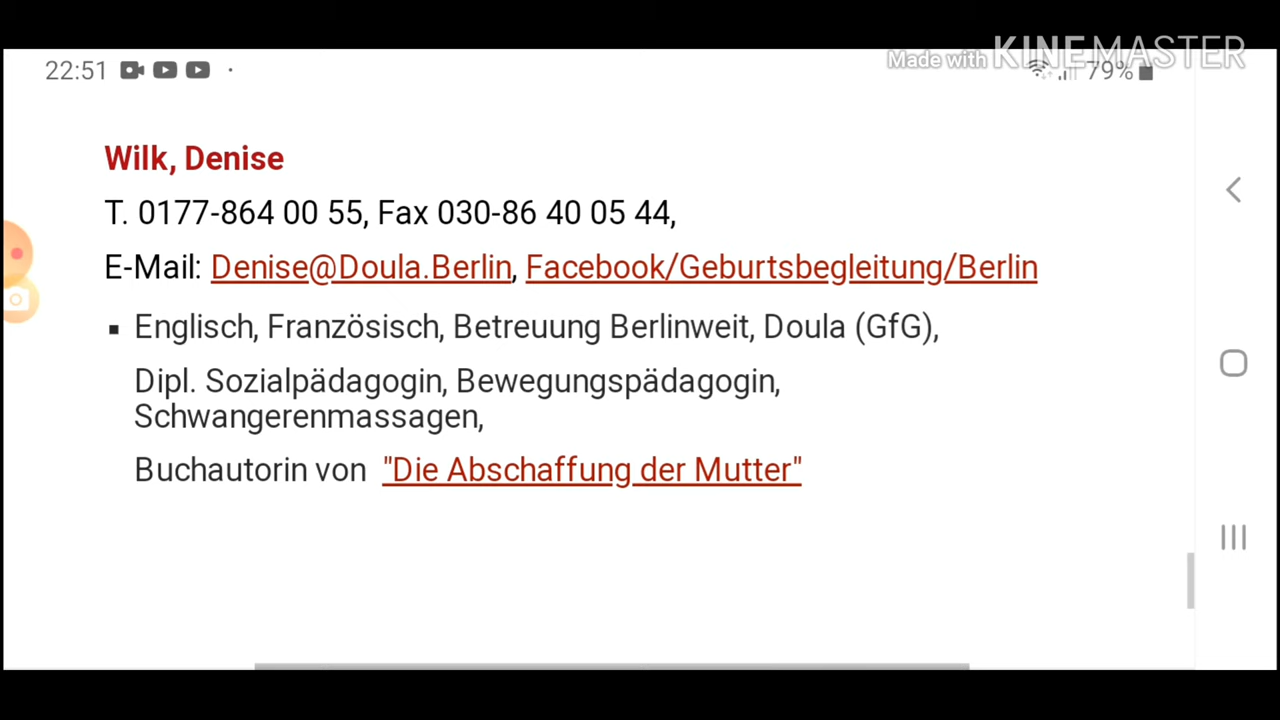 Made with KINEMASTER
22:51
79%
Wilk, Denise
T. 0177-864 00 55, Fax 030-86 40 05 44,
E-Mail: Denise@Doula.Berlin, Facebook/Geburtsbegleitung/Berlin
▪ Englisch, Französisch, Betreuung Berlinweit, Doula (GfG),
Dipl. Sozialpädagogin, Bewegungspädagogin,
Schwangerenmassagen,
Buchautorin von "Die Abschaffung der Mutter"